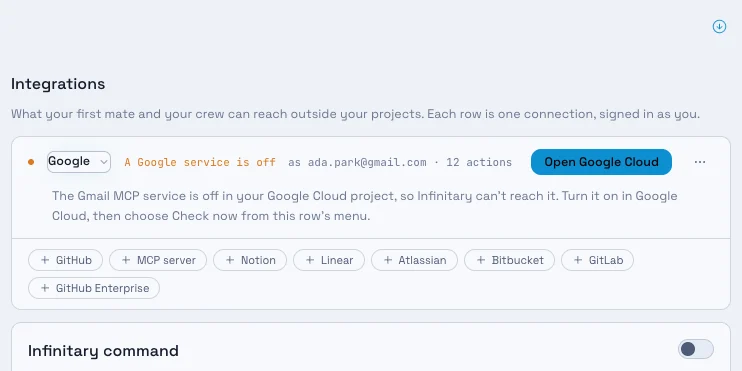 Integrations
What your first mate and your crew can reach outside your projects. Each row is one connection, signed in as you.
Google A Google service is off as ada.park@gmail.com · 12 actions Open Google Cloud ···
The Gmail MCP service is off in your Google Cloud project, so Infinitary can't reach it. Turn it on in Google
Cloud, then choose Check now from this row's menu.
+ GitHub + MCP server + Notion + Linear + Atlassian + Bitbucket + GitLab
+ GitHub Enterprise
Infinitary command